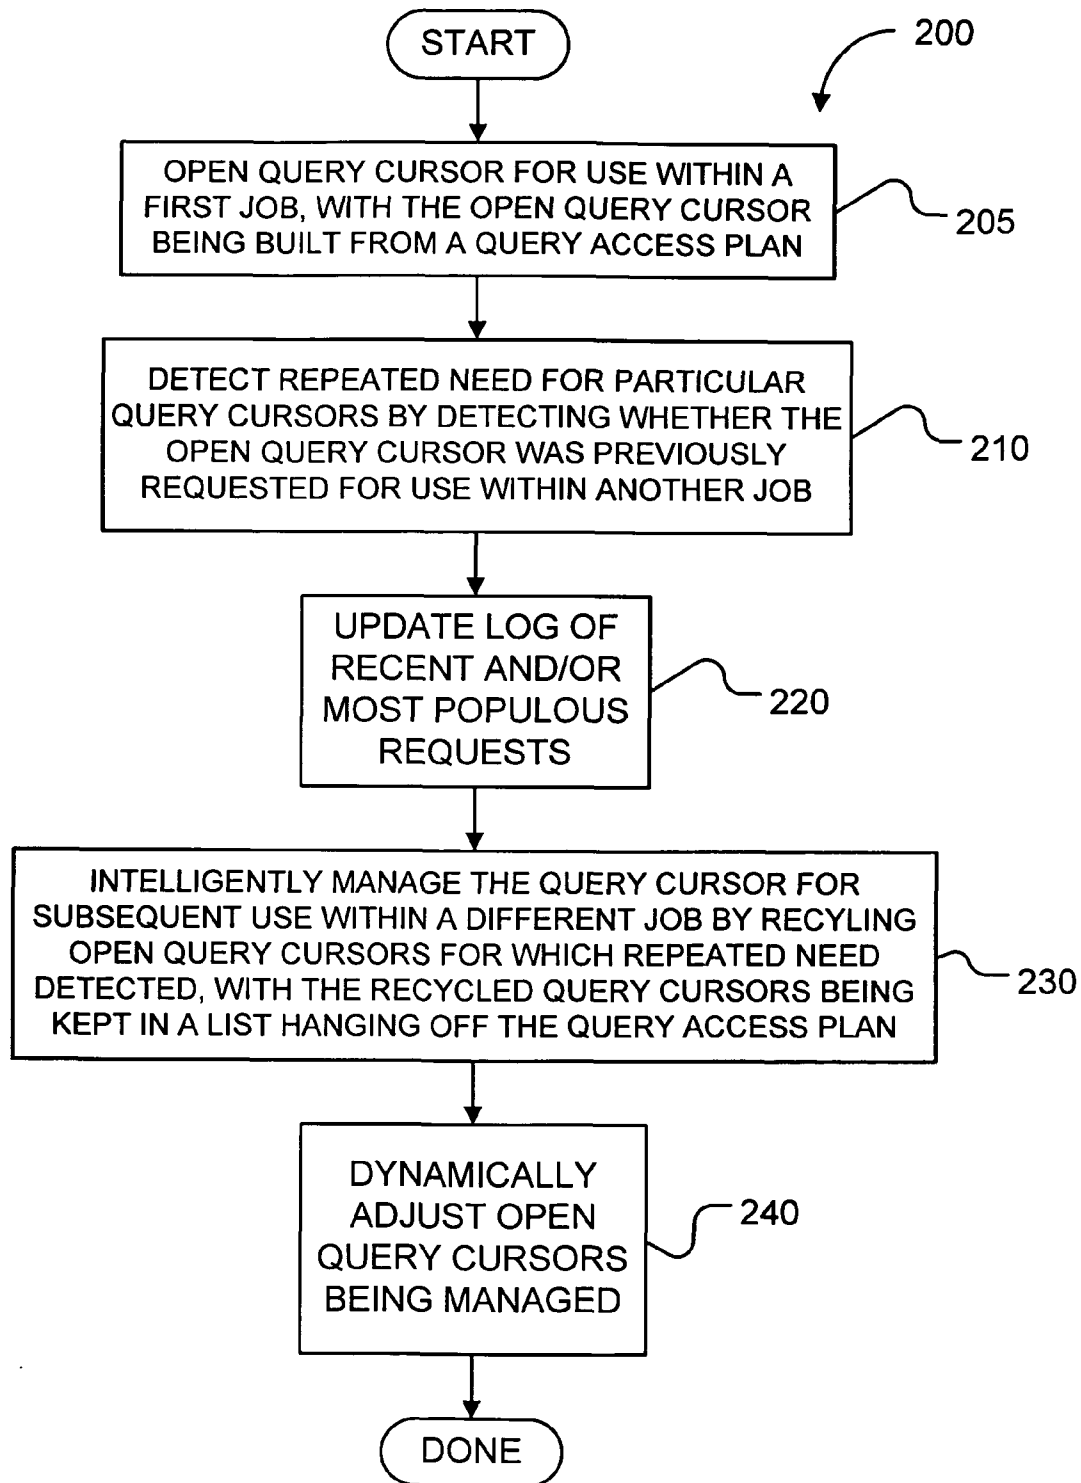 START
200
OPEN QUERY CURSOR FOR USE WITHIN A
FIRST JOB, WITH THE OPEN QUERY CURSOR
BEING BUILT FROM A QUERY ACCESS PLAN
205
DETECT REPEATED NEED FOR PARTICULAR
QUERY CURSORS BY DETECTING WHETHER THE
OPEN QUERY CURSOR WAS PREVIOUSLY
REQUESTED FOR USE WITHIN ANOTHER JOB
210
UPDATE LOG OF
RECENT AND/OR
MOST POPULOUS
REQUESTS
220
INTELLIGENTLY MANAGE THE QUERY CURSOR FOR
SUBSEQUENT USE WITHIN A DIFFERENT JOB BY RECYLING
OPEN QUERY CURSORS FOR WHICH REPEATED NEED
DETECTED, WITH THE RECYCLED QUERY CURSORS BEING
KEPT IN A LIST HANGING OFF THE QUERY ACCESS PLAN
230
DYNAMICALLY
ADJUST OPEN
QUERY CURSORS
BEING MANAGED
240
DONE